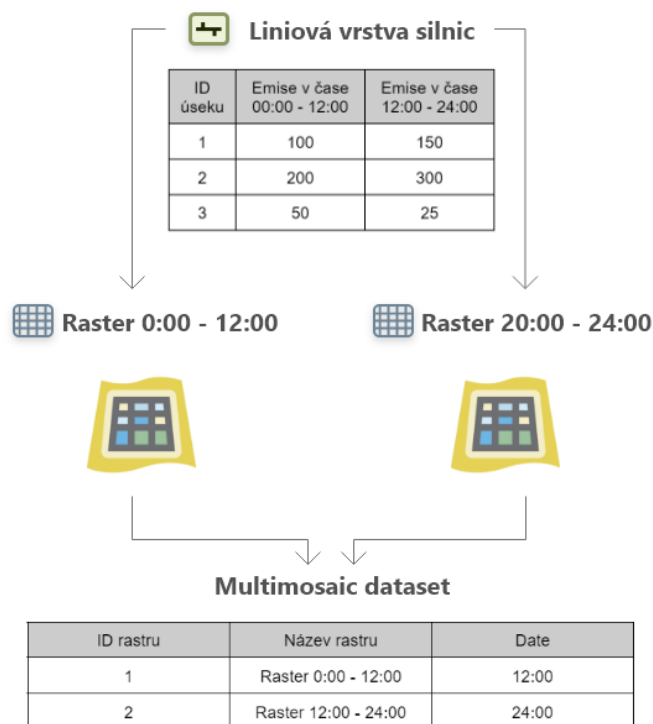 Liniová vrstva silnic
ID úseku Emise v čase 00:00 - 12:00 Emise v čase 12:00 - 24:00
1 100 150
2 200 300
3 50 25
Raster 0:00 - 12:00 Raster 20:00 - 24:00
Multimosaic dataset
ID rastru Název rastru Date
1 Raster 0:00 - 12:00 12:00
2 Raster 12:00 - 24:00 24:00